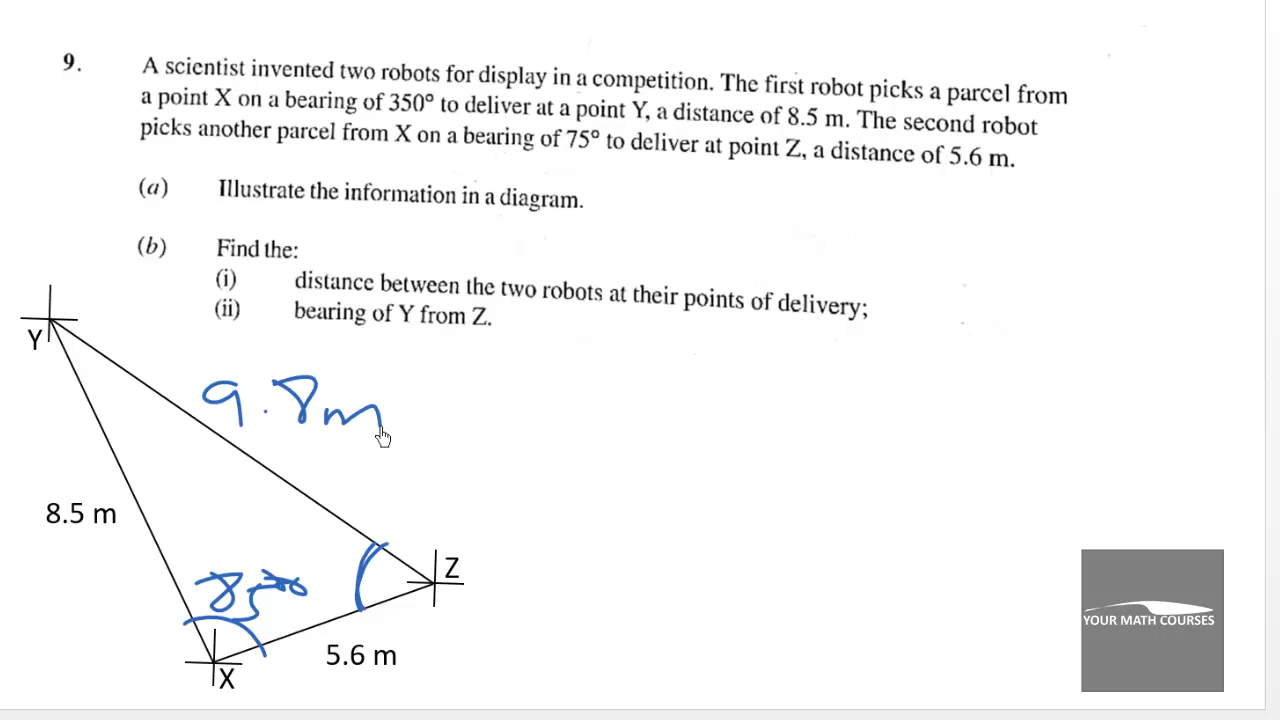 9. A scientist invented two robots for display in a competition. The first robot picks a parcel from
a point X on a bearing of 350° to deliver at a point Y, a distance of 8.5 m. The second robot
picks another parcel from X on a bearing of 75° to deliver at point Z, a distance of 5.6 m.
(a) Illustrate the information in a diagram.
(b) Find the:
(i) distance between the two robots at their points of delivery;
(ii) bearing of Y from Z.
Y
9.8m
8.5 m
Z
85°
5.6 m
X
YOUR MATH COURSES